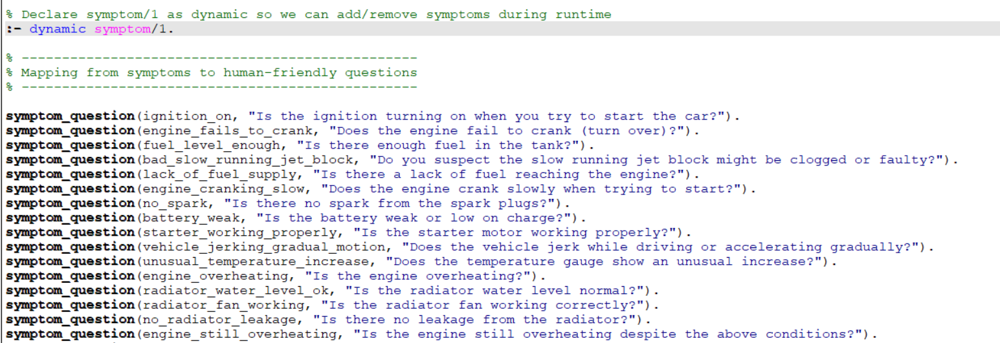 % Declare symptom/1 as dynamic so we can add/remove symptoms during runtime
:- dynamic symptom/1.
% -------------------------------------------------
% Mapping from symptoms to human-friendly questions
% -------------------------------------------------
symptom_question(ignition_on, "Is the ignition turning on when you try to start the car?").
symptom_question(engine_fails_to_crank, "Does the engine fail to crank (turn over)?").
symptom_question(fuel_level_enough, "Is there enough fuel in the tank?").
symptom_question(bad_slow_running_jet_block, "Do you suspect the slow running jet block might be clogged or faulty?").
symptom_question(lack_of_fuel_supply, "Is there a lack of fuel reaching the engine?").
symptom_question(engine_cranking_slow, "Does the engine crank slowly when trying to start?").
symptom_question(no_spark, "Is there no spark from the spark plugs?").
symptom_question(battery_weak, "Is the battery weak or low on charge?").
symptom_question(starter_working_properly, "Is the starter motor working properly?").
symptom_question(vehicle_jerking_gradual_motion, "Does the vehicle jerk while driving or accelerating gradually?").
symptom_question(unusual_temperature_increase, "Does the temperature gauge show an unusual increase?").
symptom_question(engine_overheating, "Is the engine overheating?").
symptom_question(radiator_water_level_ok, "Is the radiator water level normal?").
symptom_question(radiator_fan_working, "Is the radiator fan working correctly?").
symptom_question(no_radiator_leakage, "Is there no leakage from the radiator?").
symptom_question(engine_still_overheating, "Is the engine still overheating despite the above conditions?").